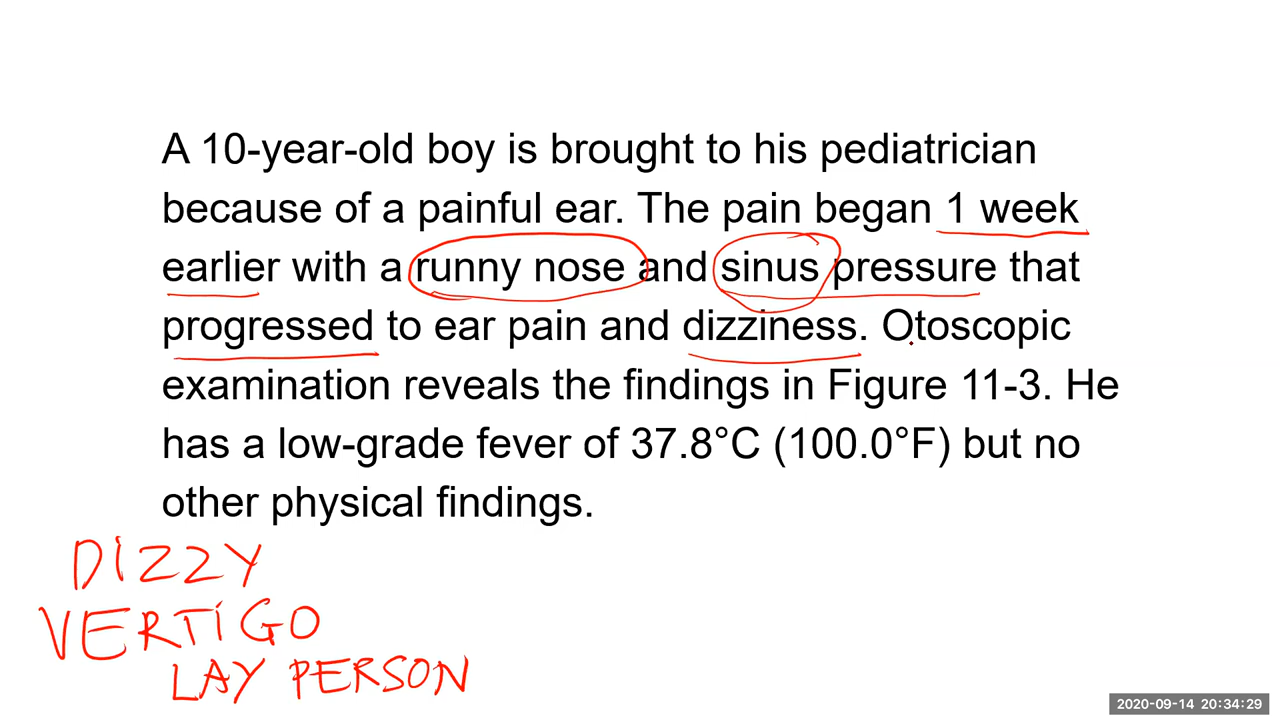 A 10-year-old boy is brought to his pediatrician
because of a painful ear. The pain began 1 week
earlier with a runny nose and sinus pressure that
progressed to ear pain and dizziness. Otoscopic
examination reveals the findings in Figure 11-3. He
has a low-grade fever of 37.8°C (100.0°F) but no
other physical findings.
DIZZY
VERTIGO
LAY PERSON
2020-09-14 20:34:29